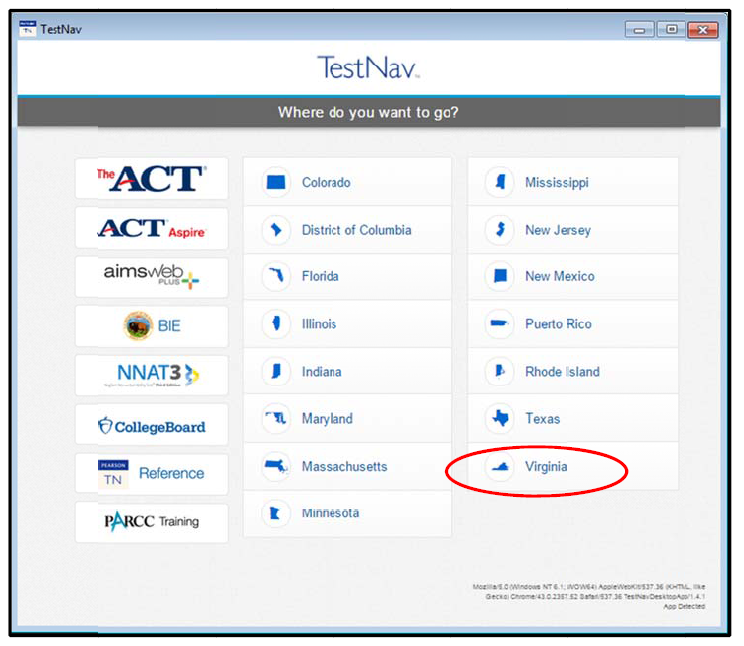 TestNav
TestNav™
Where do you want to go?
The ACT®
ACT® Aspire®
aimsweb PLUS
BIE
NNAT3
CollegeBoard
PEARSON TN Reference
PARCC Training
Colorado
District of Columbia
Florida
Illinois
Indiana
Maryland
Massachusetts
Minnesota
Mississippi
New Jersey
New Mexico
Puerto Rico
Rhode Island
Texas
Virginia
Mozilla/5.0 (Windows NT 6.1; WOW64) AppleWebKit/537.36 (KHTML, like
Gecko) Chrome/43.0.2357.52 Safari/537.36 TestNavDesktopApp/1.4.1
App Detected